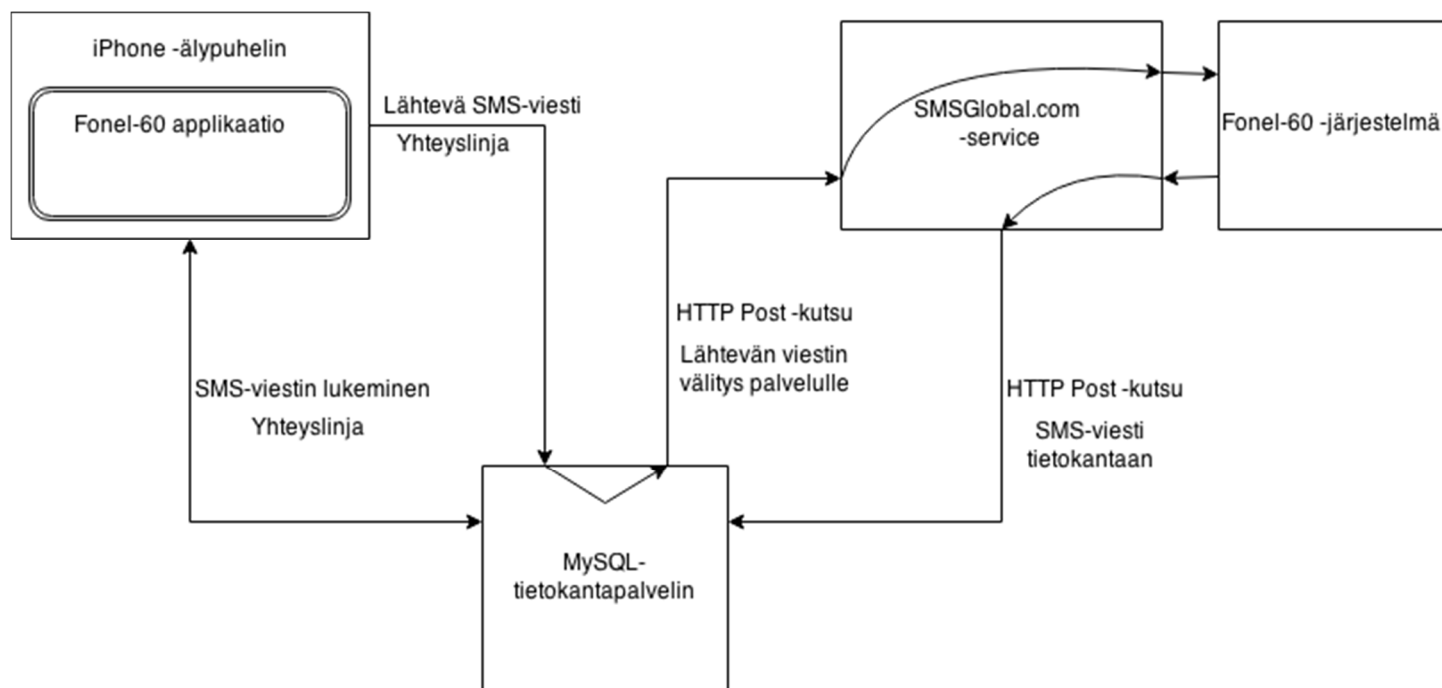 iPhone -älypuhelin
Fonel-60 applikaatio
Lähtevä SMS-viesti
Yhteyslinja
SMSGlobal.com
-service
Fonel-60 -järjestelmä
HTTP Post -kutsu
Lähtevän viestin
välitys palvelulle
SMS-viestin lukeminen
Yhteyslinja
HTTP Post -kutsu
SMS-viesti
tietokantaan
MySQL-
tietokantapalvelin